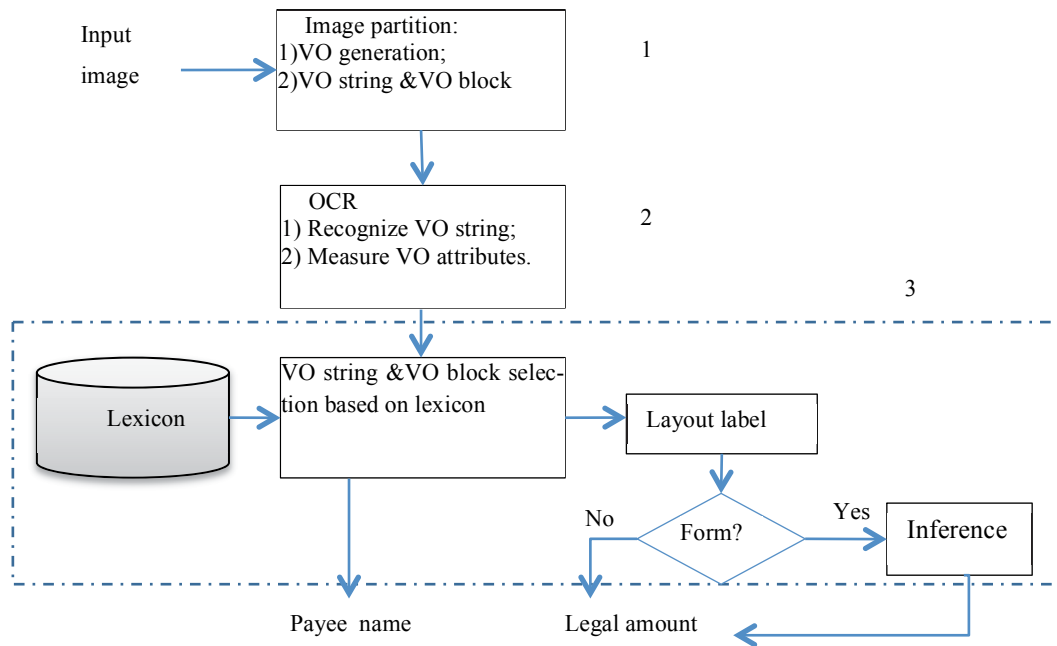 Input
image
Image partition:
1)VO generation;
2)VO string &VO block
1
OCR
1) Recognize VO string;
2) Measure VO attributes.
2
3
Lexicon
VO string &VO block selec-
tion based on lexicon
Layout label
No
Form?
Yes
Inference
Payee name
Legal amount